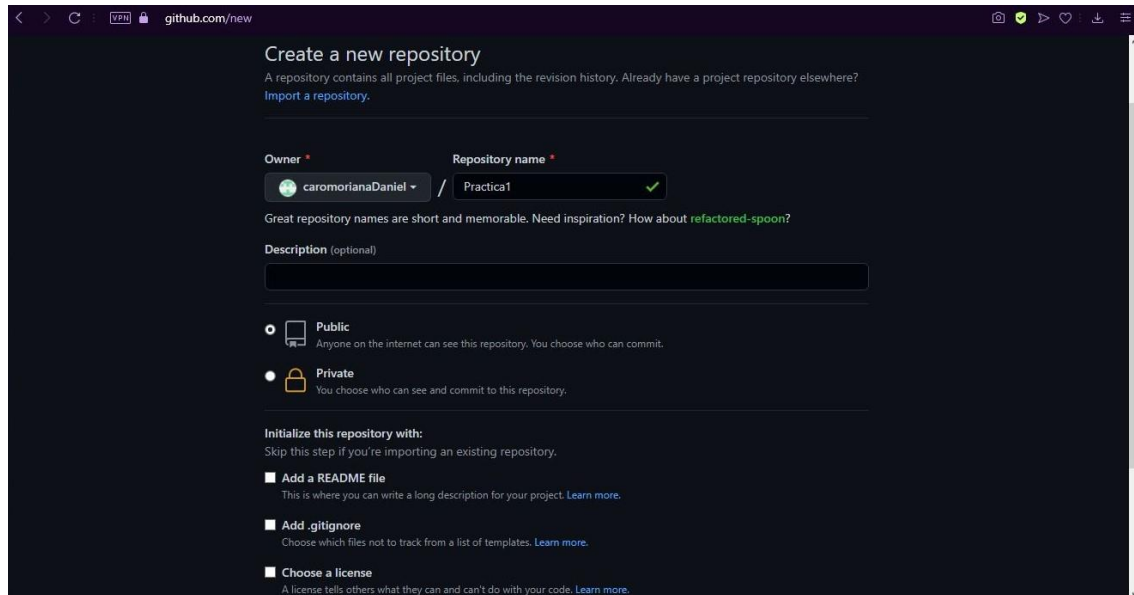 VPN github.com/new
Create a new repository
A repository contains all project files, including the revision history. Already have a project repository elsewhere?
Import a repository.
Owner * Repository name *
caromorianaDaniel / Practica1
Great repository names are short and memorable. Need inspiration? How about refactored-spoon?
Description (optional)
Public
Anyone on the internet can see this repository. You choose who can commit.
Private
You choose who can see and commit to this repository.
Initialize this repository with:
Skip this step if you're importing an existing repository.
Add a README file
This is where you can write a long description for your project. Learn more.
Add .gitignore
Choose which files not to track from a list of templates. Learn more.
Choose a license
A license tells others what they can and can't do with your code. Learn more.